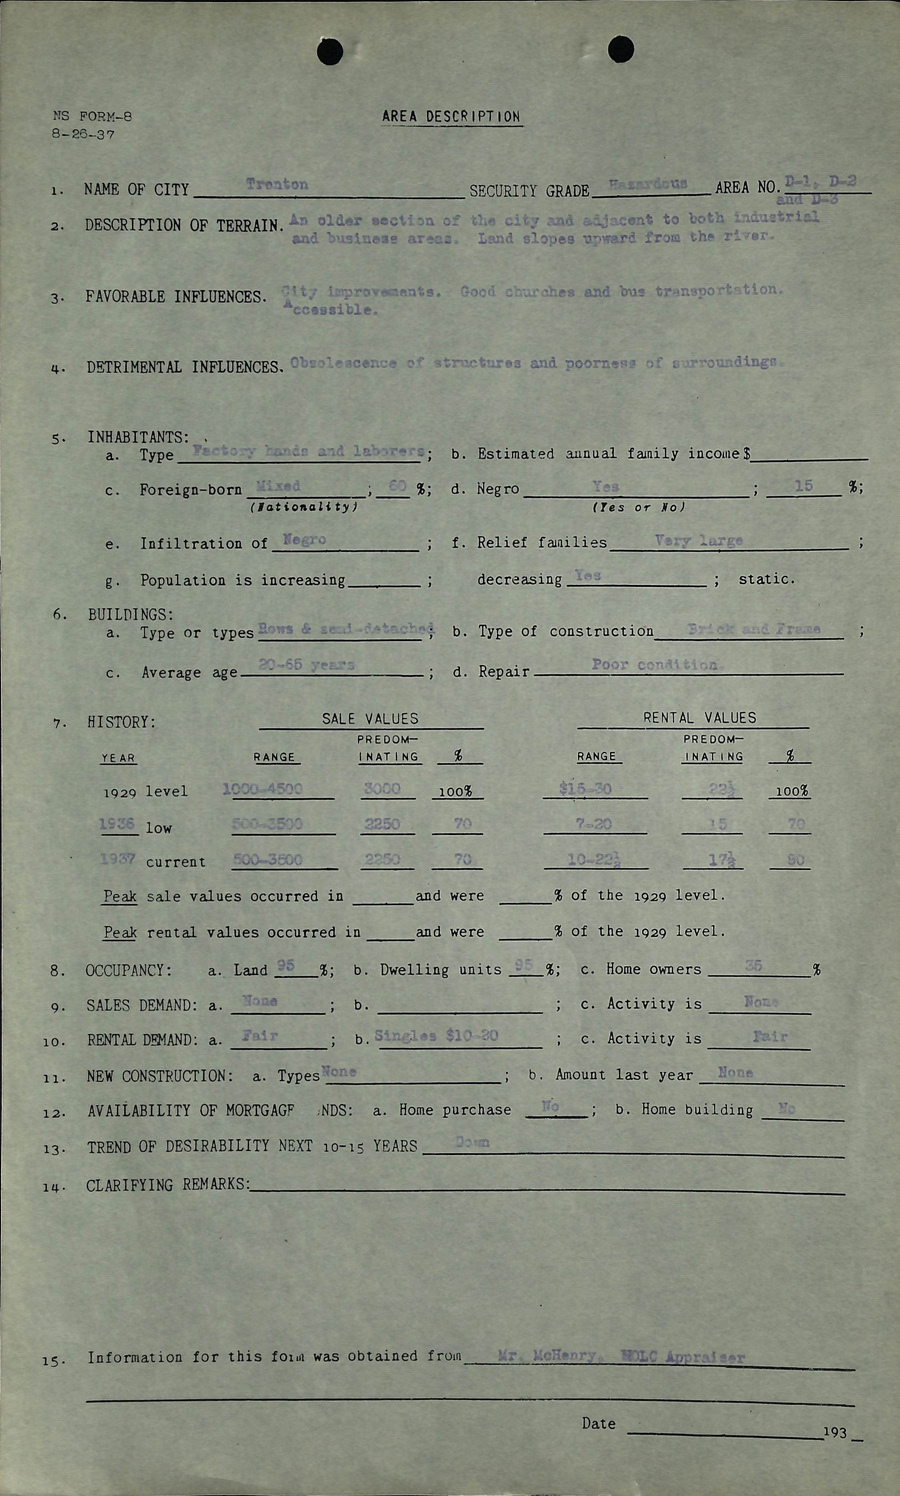 NS FORM-8
8-26-37
AREA DESCRIPTION
1. NAME OF CITY Trenton SECURITY GRADE Hazardous AREA NO. D-1, D-2
and D-3
2. DESCRIPTION OF TERRAIN. An older section of the city and adjacent to both industrial
and business areas. Land slopes upward from the river.
3. FAVORABLE INFLUENCES. City improvements. Good churches and bus transportation.
Accessible.
4. DETRIMENTAL INFLUENCES. Obsolescence of structures and poorness of surroundings.
5. INHABITANTS:
a. Type Factory hands and laborers; b. Estimated annual family income $
c. Foreign-born Mixed ; 60 %; d. Negro Yes ; 15 %;
(Nationality) (Yes or No)
e. Infiltration of Negro ; f. Relief families Very large ;
g. Population is increasing ; decreasing Yes ; static.
6. BUILDINGS:
a. Type or types Rows & semi-detached; b. Type of construction Brick and Frame ;
c. Average age 20-65 years ; d. Repair Poor condition.
7. HISTORY: SALE VALUES RENTAL VALUES
PREDOM- PREDOM-
YEAR RANGE INATING % RANGE INATING %
1929 level 1000-4500 3000 100% $15-30 22½ 100%
1936 low 500-3500 2250 70 7-20 15 70
1937 current 500-3500 2250 70 10-22½ 17½ 80
Peak sale values occurred in and were % of the 1929 level.
Peak rental values occurred in and were % of the 1929 level.
8. OCCUPANCY: a. Land 95 %; b. Dwelling units 95 %; c. Home owners 35 %
9. SALES DEMAND: a. None ; b. ; c. Activity is None
10. RENTAL DEMAND: a. Fair ; b. Singles $10-20 ; c. Activity is Fair
11. NEW CONSTRUCTION: a. Types None ; b. Amount last year None
12. AVAILABILITY OF MORTGAGE NDS: a. Home purchase No ; b. Home building No
13. TREND OF DESIRABILITY NEXT 10-15 YEARS Down
14. CLARIFYING REMARKS:
15. Information for this form was obtained from Mr. McHenry, HOLC Appraiser
Date 193